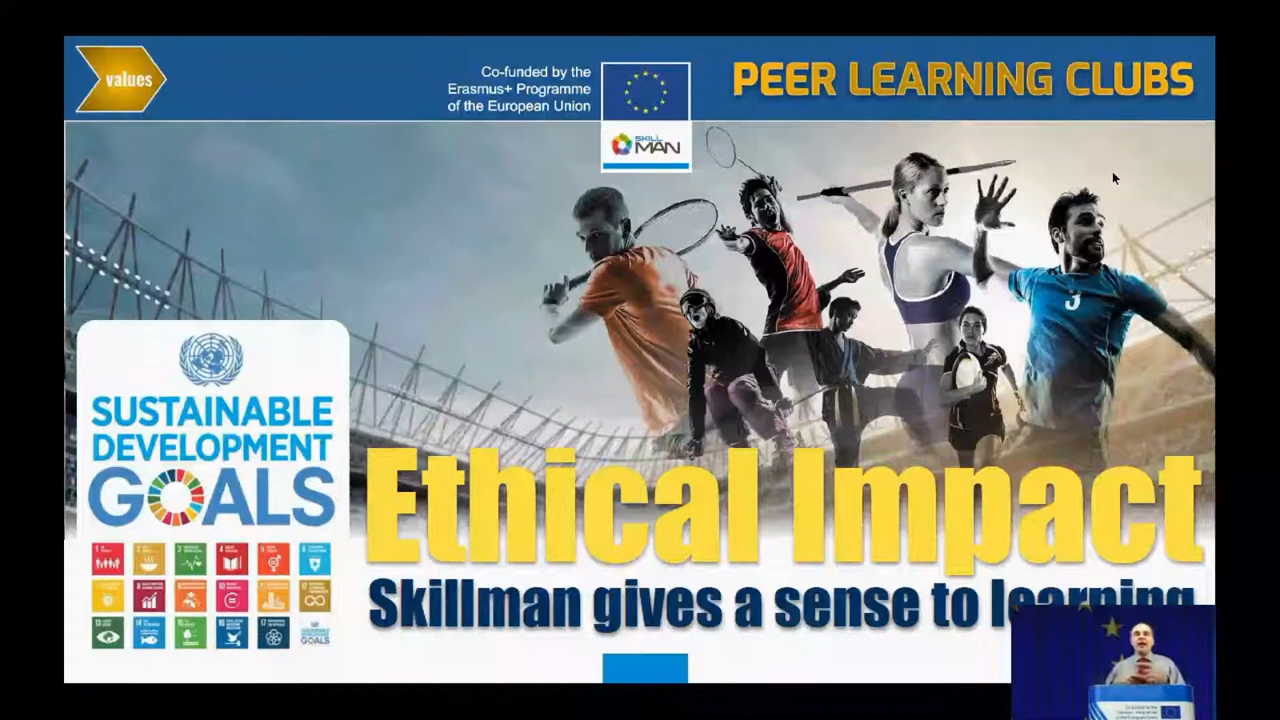 values
Co-funded by the
Erasmus+ Programme
of the European Union
PEER LEARNING CLUBS
SKILL
MAN
3
SUSTAINABLE
DEVELOPMENT
GOALS
Ethical Impact
Skillman gives a sense to learning